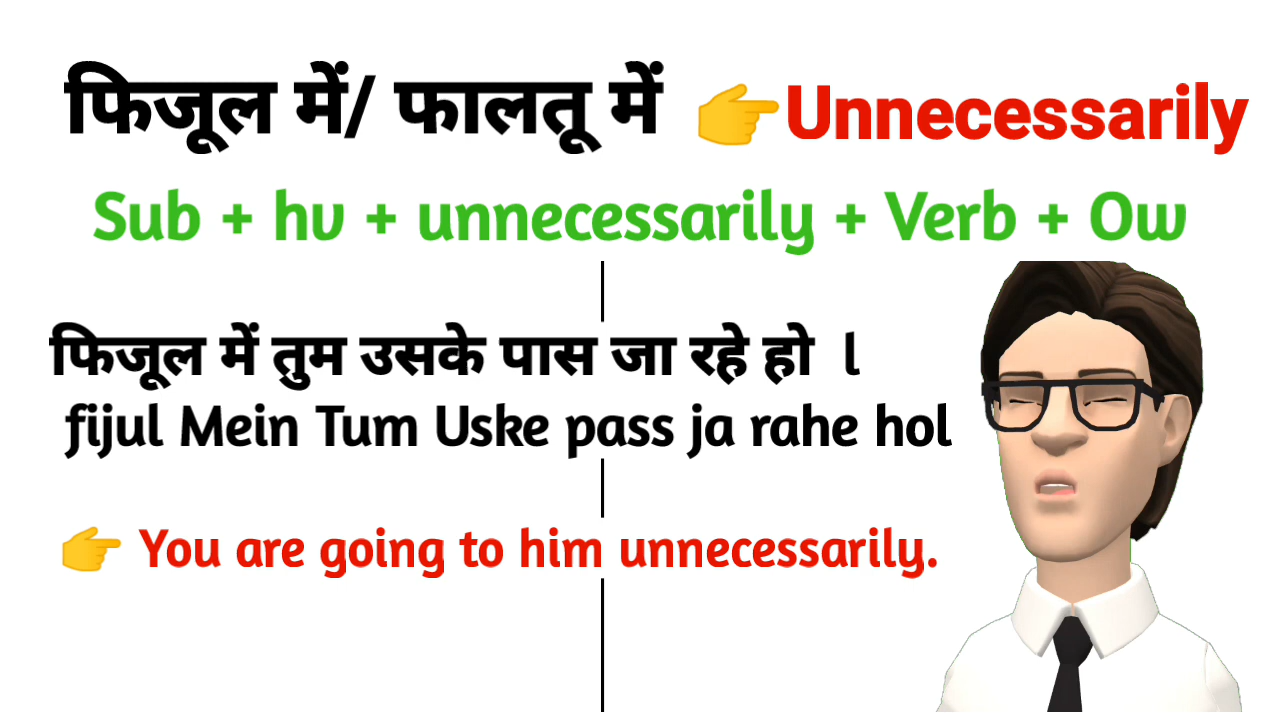 फिजूल में/ फालतू में 👉Unnecessarily
Sub + hv + unnecessarily + Verb + Ow
फिजूल में तुम उसके पास जा रहे हो l
fijul Mein Tum Uske pass ja rahe hol
👉 You are going to him unnecessarily.